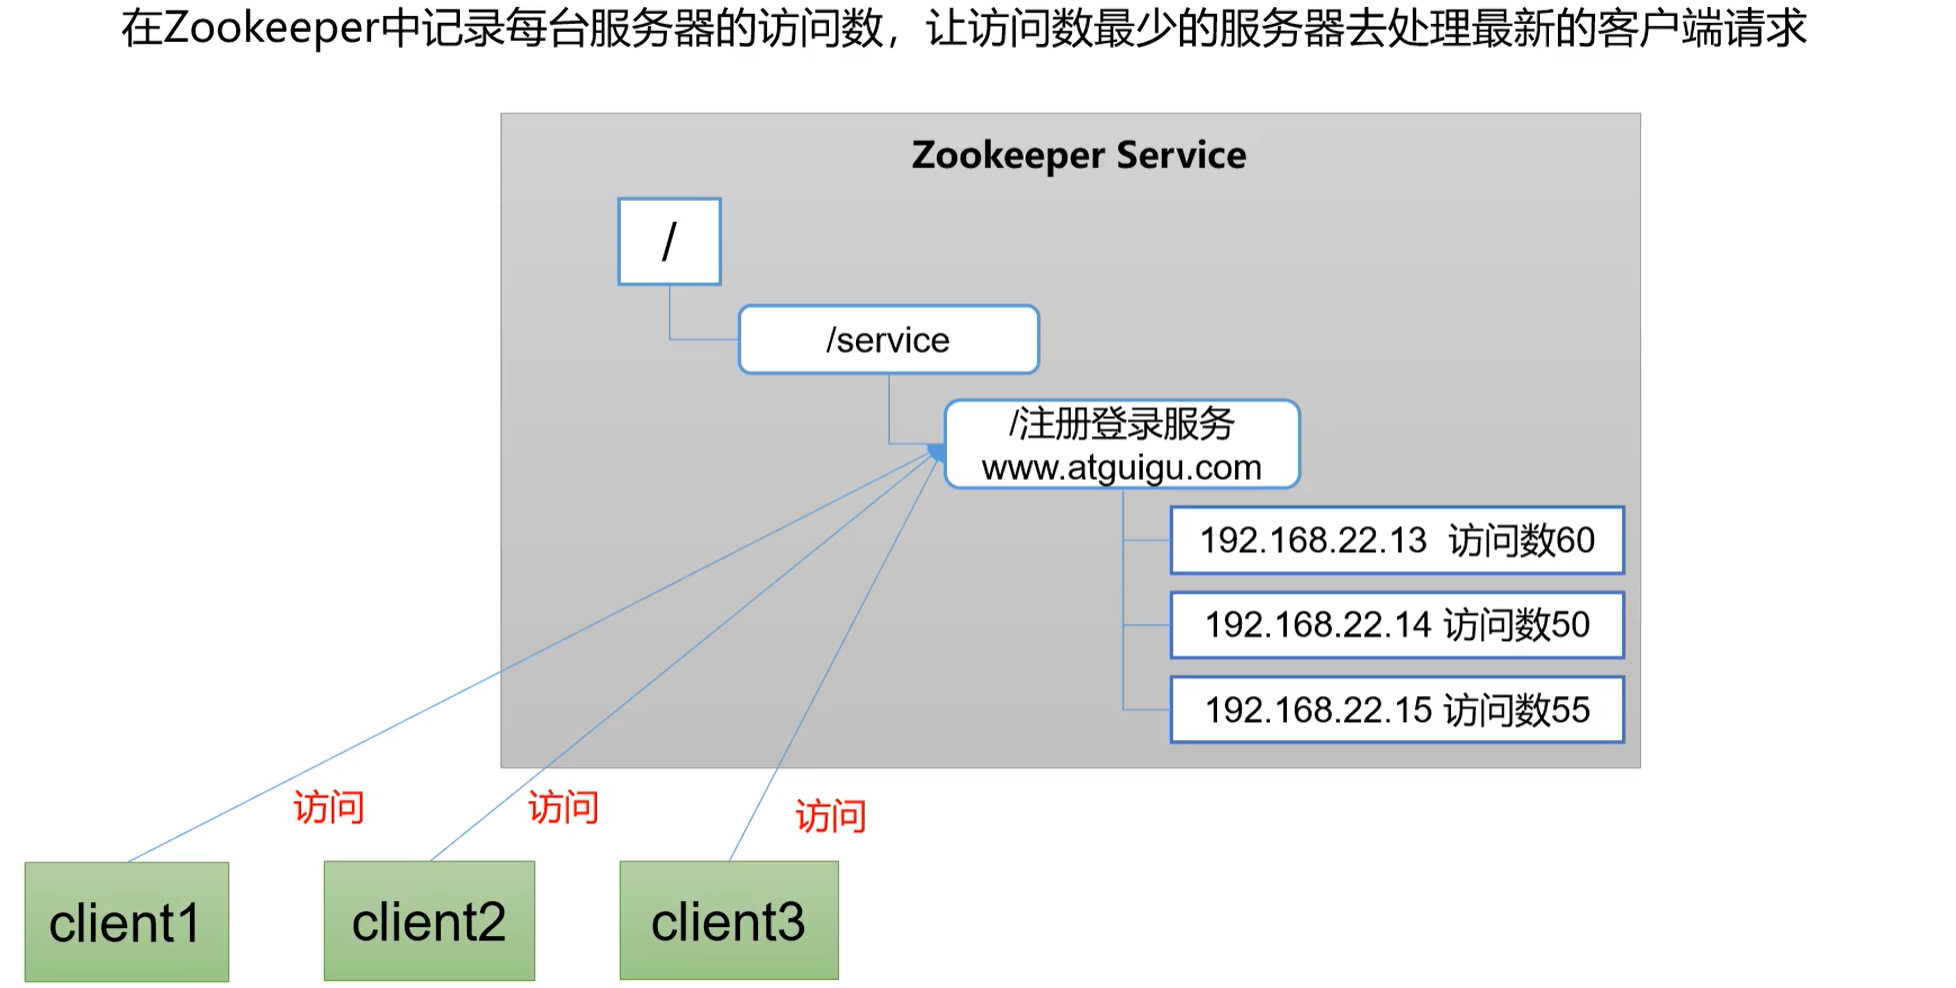 在Zookeeper中记录每台服务器的访问数，让访问数最少的服务器去处理最新的客户端请求
Zookeeper Service
/
/service
/注册登录服务
www.atguigu.com
192.168.22.13 访问数60
192.168.22.14 访问数50
192.168.22.15 访问数55
访问
访问
访问
client1
client2
client3